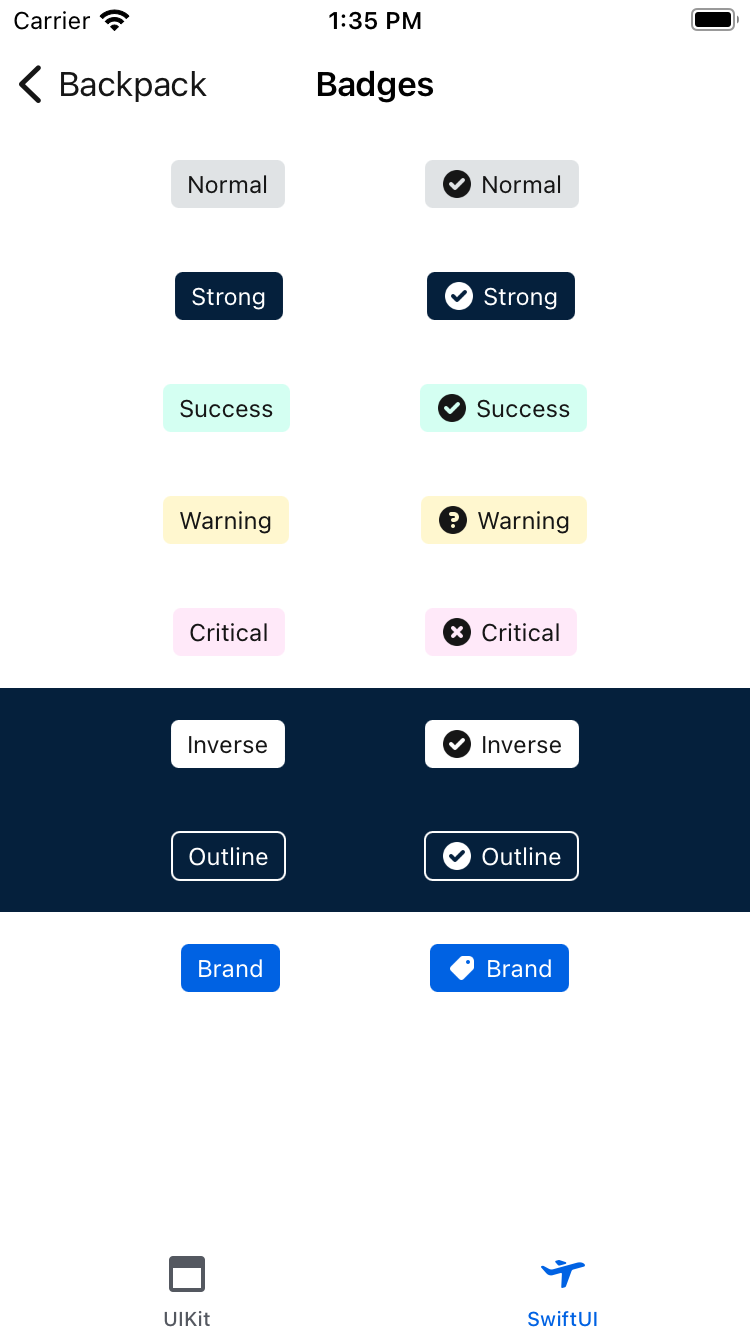 Carrier 1:35 PM
Backpack Badges
Normal Normal
Strong Strong
Success Success
Warning Warning
Critical Critical
Inverse Inverse
Outline Outline
Brand Brand
UIKit SwiftUI